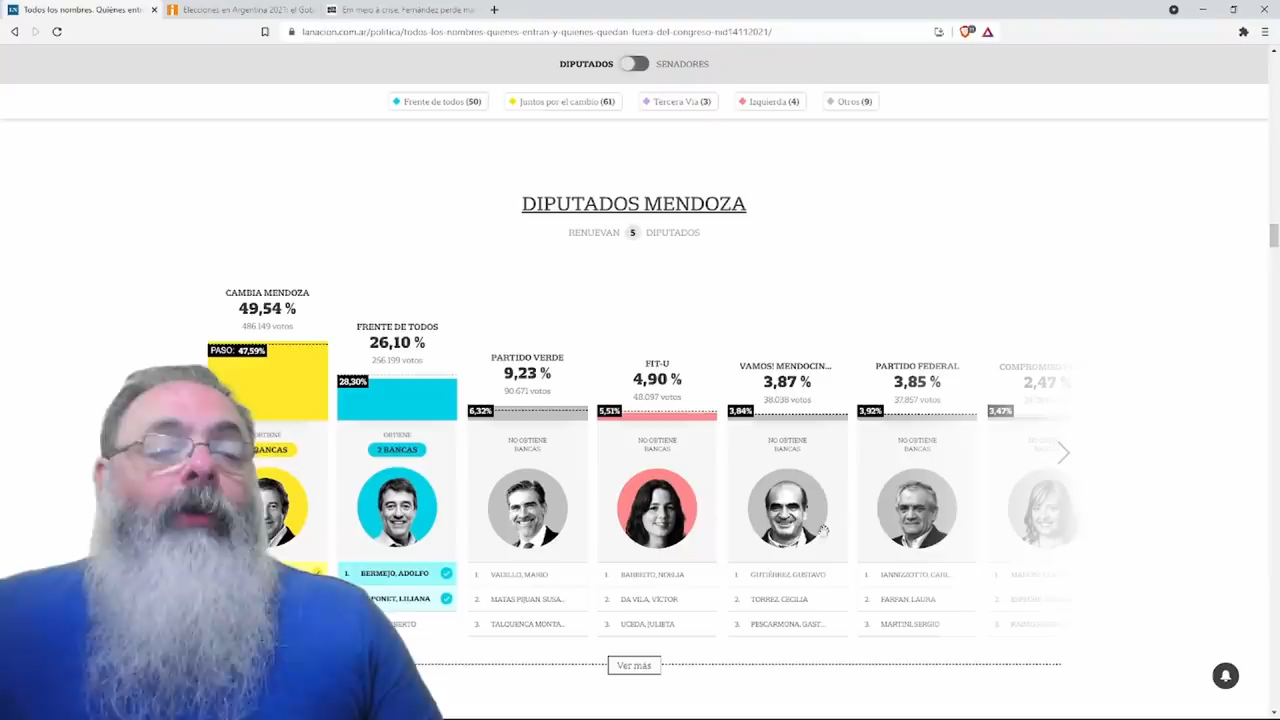 Todos los nombres. Quiénes entr
Elecciones en Argentina 2021: el Gob
Em meio à crise, Fernández perde ma
lanacion.com.ar/politica/todos-los-nombres-quienes-entran-y-quienes-quedan-fuera-del-congreso-nid14112021/
DIPUTADOS SENADORES
Frente de todos (50) Juntos por el cambio (61) Tercera Vía (3) Izquierda (4) Otros (9)
DIPUTADOS MENDOZA
RENUEVAN 5 DIPUTADOS
CAMBIA MENDOZA
49,54 %
486.149 votos
PASO: 47,59%
BANCAS
FRENTE DE TODOS
26,10 %
256.199 votos
28,30%
OBTIENE
2 BANCAS
1. BERMEJO, ADOLFO
PONET, LILIANA
BERTO
PARTIDO VERDE
9,23 %
90.671 votos
6,32%
NO OBTIENE
BANCAS
1. VADILLO, MARIO
2. MATAS PIJUAN, SUSA...
3. TALQUENCA MONTA...
FIT-U
4,90 %
48.097 votos
5,51%
NO OBTIENE
BANCAS
1. BARBEITO, NOELIA
2. DA VILA, VÍCTOR
3. UCEDA, JULIETA
VAMOS! MENDOCIN...
3,87 %
38.038 votos
3,84%
NO OBTIENE
BANCAS
1. GUTIÉRREZ, GUSTAVO
2. TORREZ, CECILIA
3. PESCARMONA, GAST...
PARTIDO FEDERAL
3,85 %
37.857 votos
3,92%
NO OBTIENE
BANCAS
1. IANNIZZOTTO, CARL...
2. FARFAN, LAURA
3. MARTINI, SERGIO
COMPROMISO
2,47 %
3,47%
Ver más